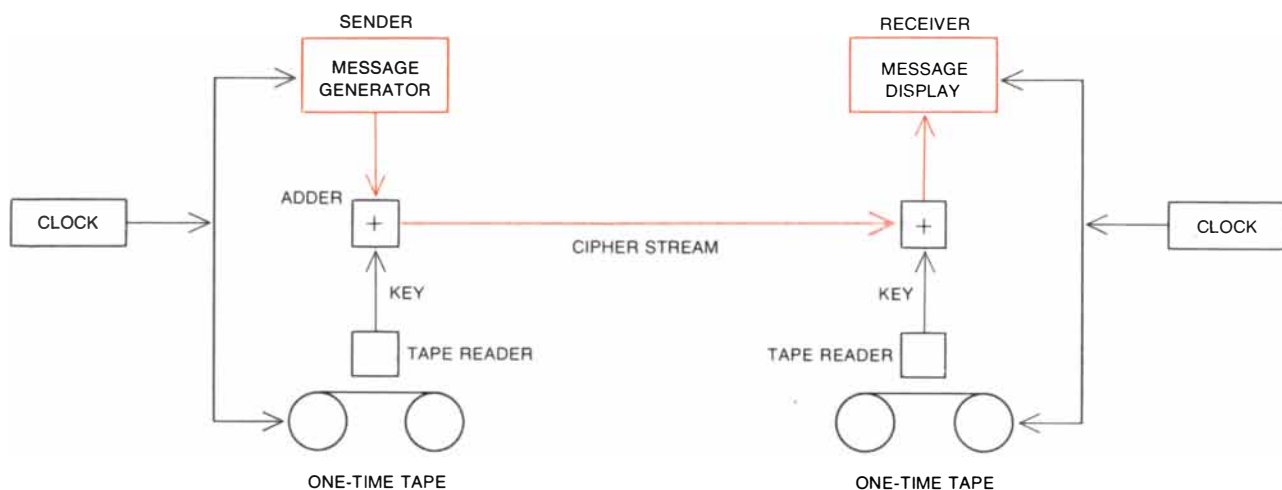 SENDER
RECEIVER
MESSAGE
GENERATOR
MESSAGE
DISPLAY
ADDER
+
+
CLOCK
CLOCK
CIPHER STREAM
KEY
KEY
TAPE READER
TAPE READER
ONE-TIME TAPE
ONE-TIME TAPE